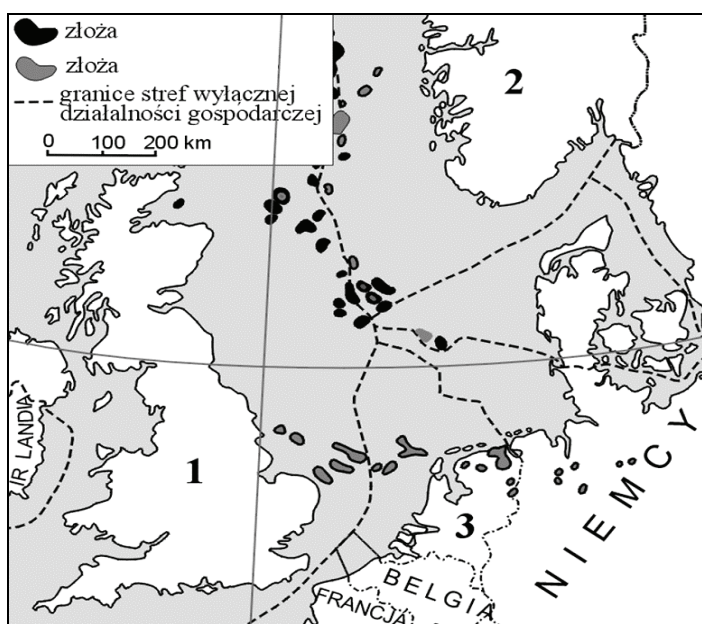 złoża
złoża
granice stref wyłącznej
działalności gospodarczej
0 100 200 km
2
1
IRLANDIA
3
NIEMCY
BELGIA
FRANCJA